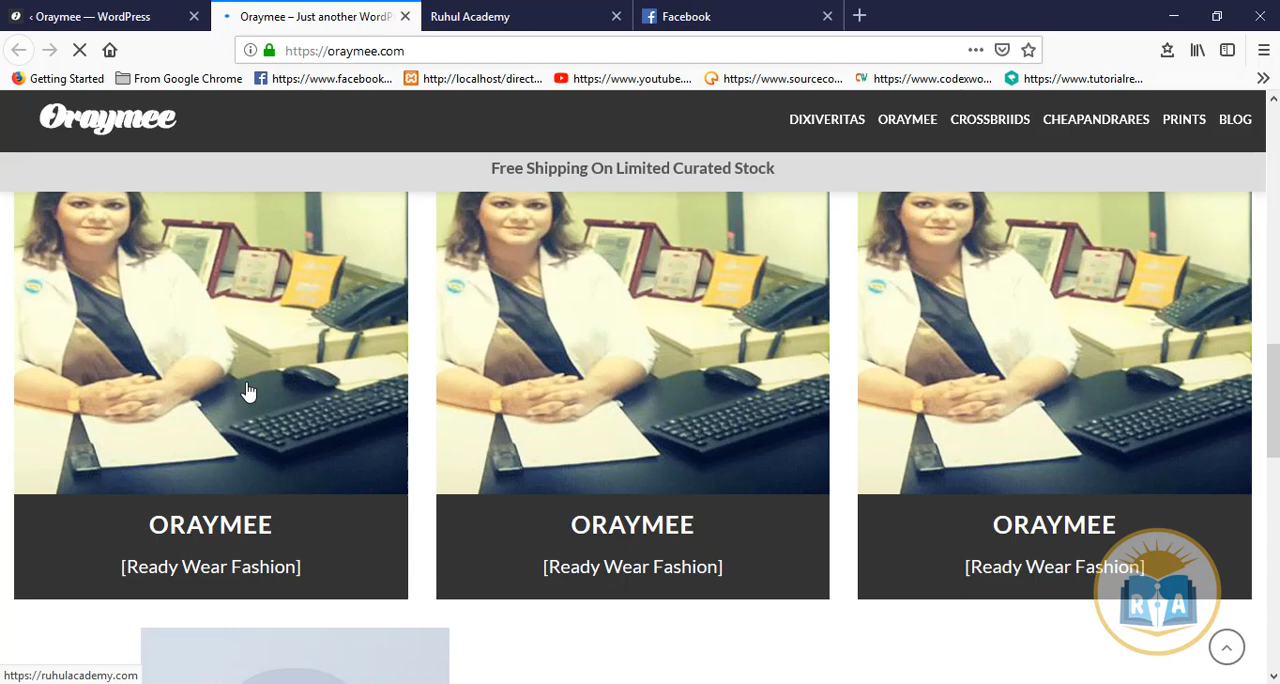 Oraymee — WordPress
Oraymee – Just another WordP
Ruhul Academy
Facebook
https://oraymee.com
Getting Started
From Google Chrome
https://www.facebook...
http://localhost/direct...
https://www.youtube....
https://www.sourceco...
CW
https://www.codexwo...
https://www.tutorialre...
Oraymee
DIXIVERITAS
ORAYMEE
CROSSBRIIDS
CHEAPANDRARES
PRINTS
BLOG
Free Shipping On Limited Curated Stock
ORAYMEE
[Ready Wear Fashion]
ORAYMEE
[Ready Wear Fashion]
ORAYMEE
[Ready Wear Fashion]
R A
https://ruhulacademy.com